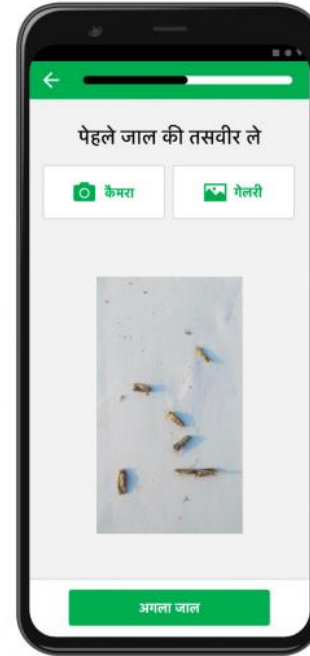 पेहले जाल की तसवीर ले
कैमरा
गेलरी
अगला जाल